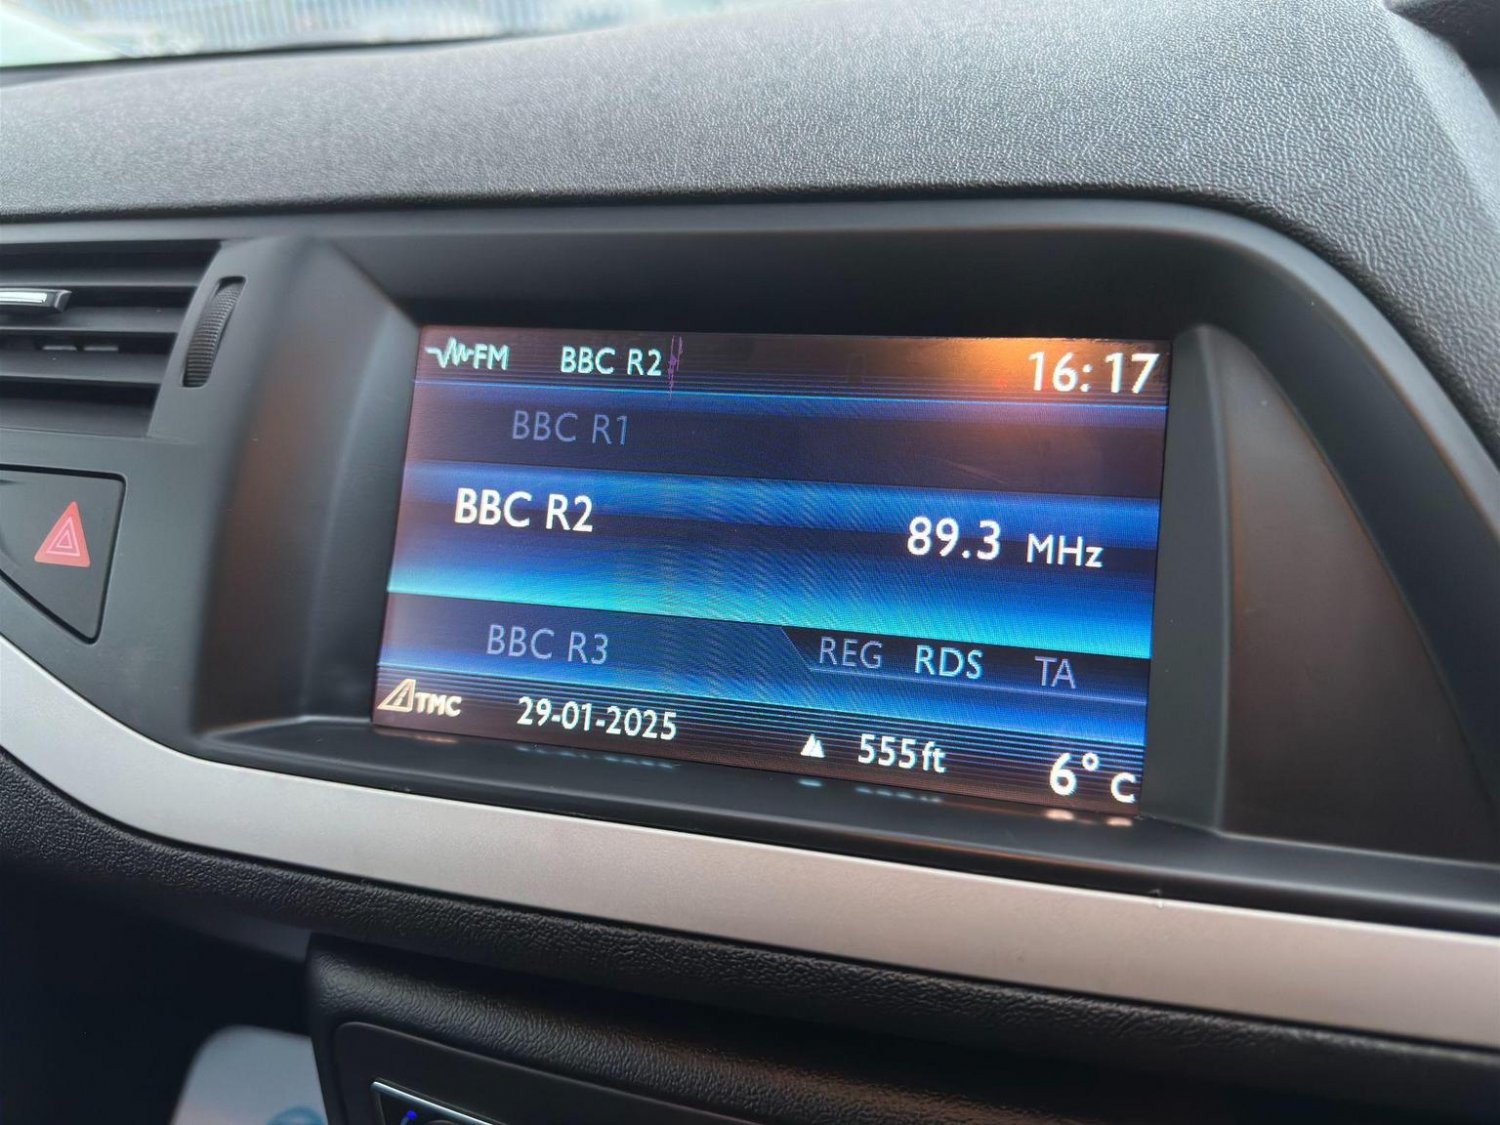 FM BBC R2 16:17
BBC R1
BBC R2 89.3 MHz
BBC R3 REG RDS TA
TMC 29-01-2025 555ft 6° C